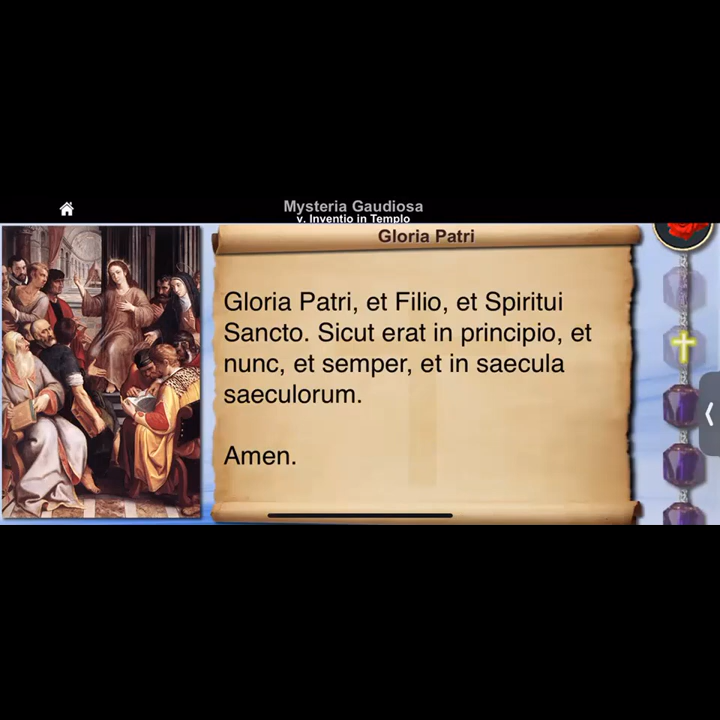 Mysteria Gaudiosa
v. Inventio in Templo
Gloria Patri
Gloria Patri, et Filio, et Spiritui
Sancto. Sicut erat in principio, et
nunc, et semper, et in saecula
saeculorum.
Amen.